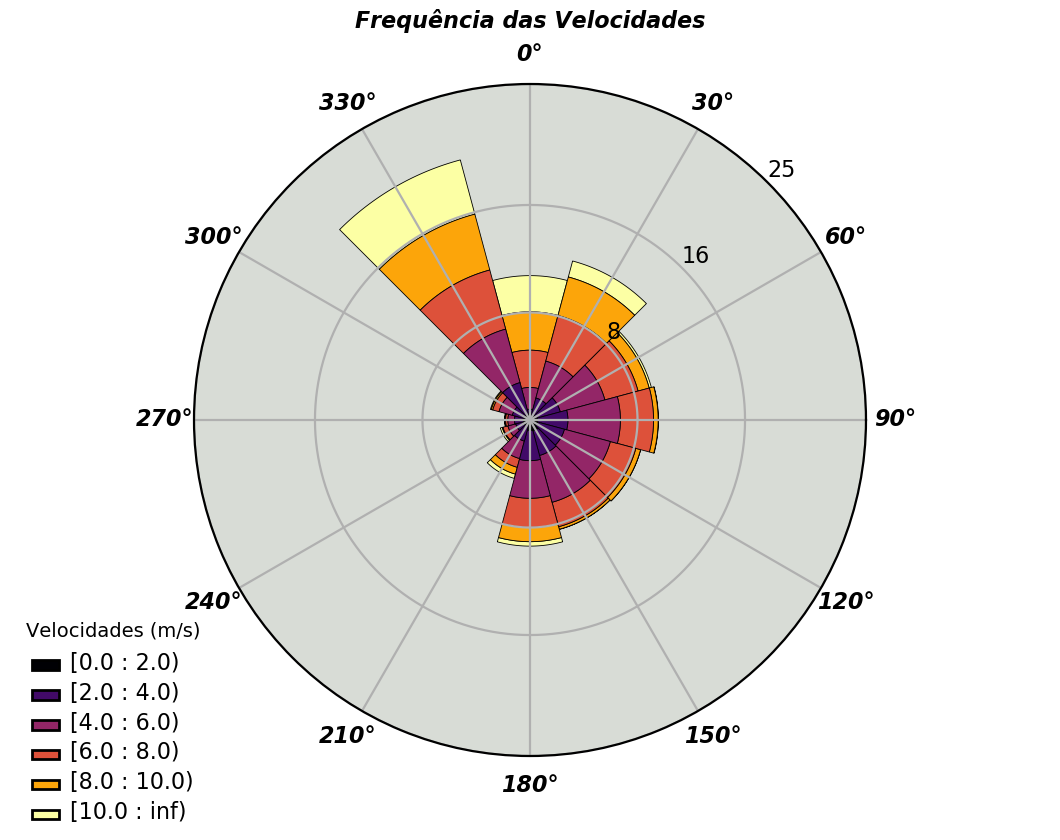 Frequência das Velocidades
0°
330°
30°
25
300°
60°
16
8
270°
90°
240°
120°
210°
150°
180°
Velocidades (m/s)
[0.0 : 2.0)
[2.0 : 4.0)
[4.0 : 6.0)
[6.0 : 8.0)
[8.0 : 10.0)
[10.0 : inf)